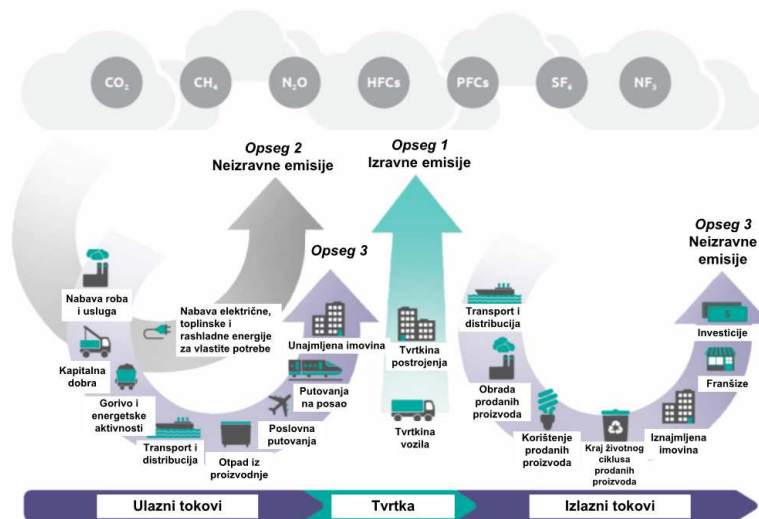 CO₂ CH₄ N₂O HFCs PFCs SF₆ NF₃
Opseg 2
Neizravne emisije
Opseg 1
Izravne emisije
Opseg 3
Neizravne
emisije
Opseg 3
Nabava roba
i usluga
Kapitalna
dobra
Gorivo i
energetske
aktivnosti
Transport i
distribucija
Otpad iz
proizvodnje
Poslovna
putovanja
Putovanja
na posao
Unajmljena imovina
Nabava električne,
toplinske i
rashladne energije
za vlastite potrebe
Tvrtkina
postrojenja
Tvrtkina
vozila
Transport i
distribucija
Obrada
prodanih
proizvoda
Korištenje
prodanih
proizvoda
Kraj životnog
ciklusa
prodanih
proizvoda
Iznajmljena
imovina
Franšize
Investicije
$
Ulazni tokovi
Tvrtka
Izlazni tokovi